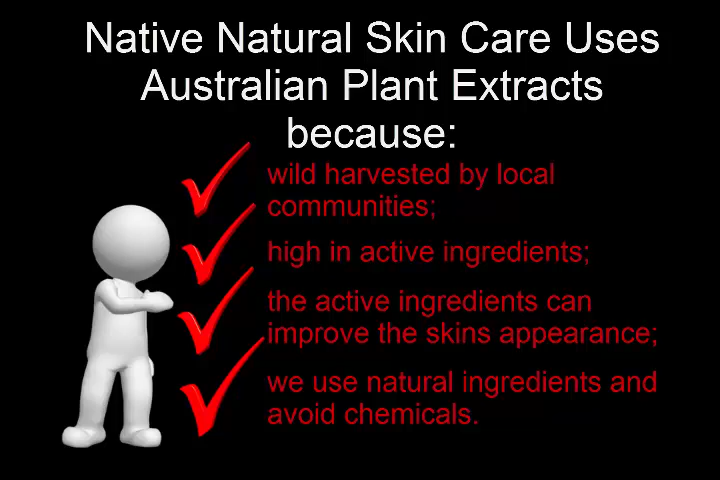 Native Natural Skin Care Uses
Australian Plant Extracts
because:
wild harvested by local
communities;
high in active ingredients;
the active ingredients can
improve the skins appearance;
we use natural ingredients and
avoid chemicals.